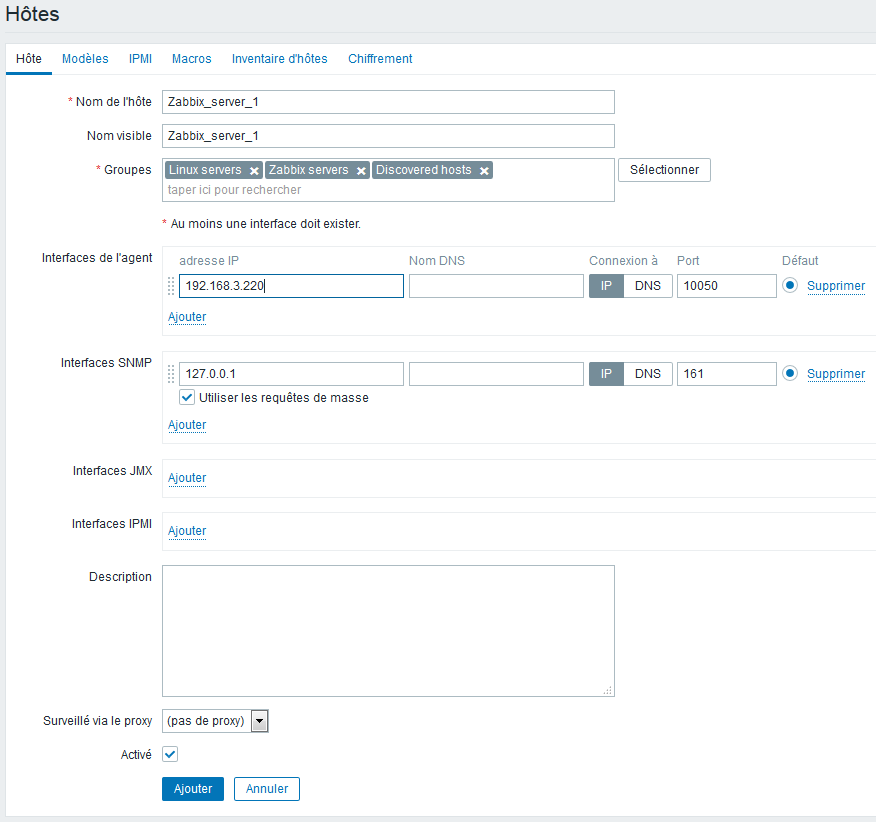 Hôtes
Hôte Modèles IPMI Macros Inventaire d'hôtes Chiffrement
* Nom de l'hôte Zabbix_server_1
Nom visible Zabbix_server_1
* Groupes Linux servers Zabbix servers Discovered hosts Sélectionner
taper ici pour rechercher
* Au moins une interface doit exister.
Interfaces de l'agent adresse IP Nom DNS Connexion à Port Défaut
192.168.3.220 IP DNS 10050 Supprimer
Ajouter
Interfaces SNMP 127.0.0.1 IP DNS 161 Supprimer
Utiliser les requêtes de masse
Ajouter
Interfaces JMX Ajouter
Interfaces IPMI Ajouter
Description
Surveillé via le proxy (pas de proxy)
Activé
Ajouter Annuler